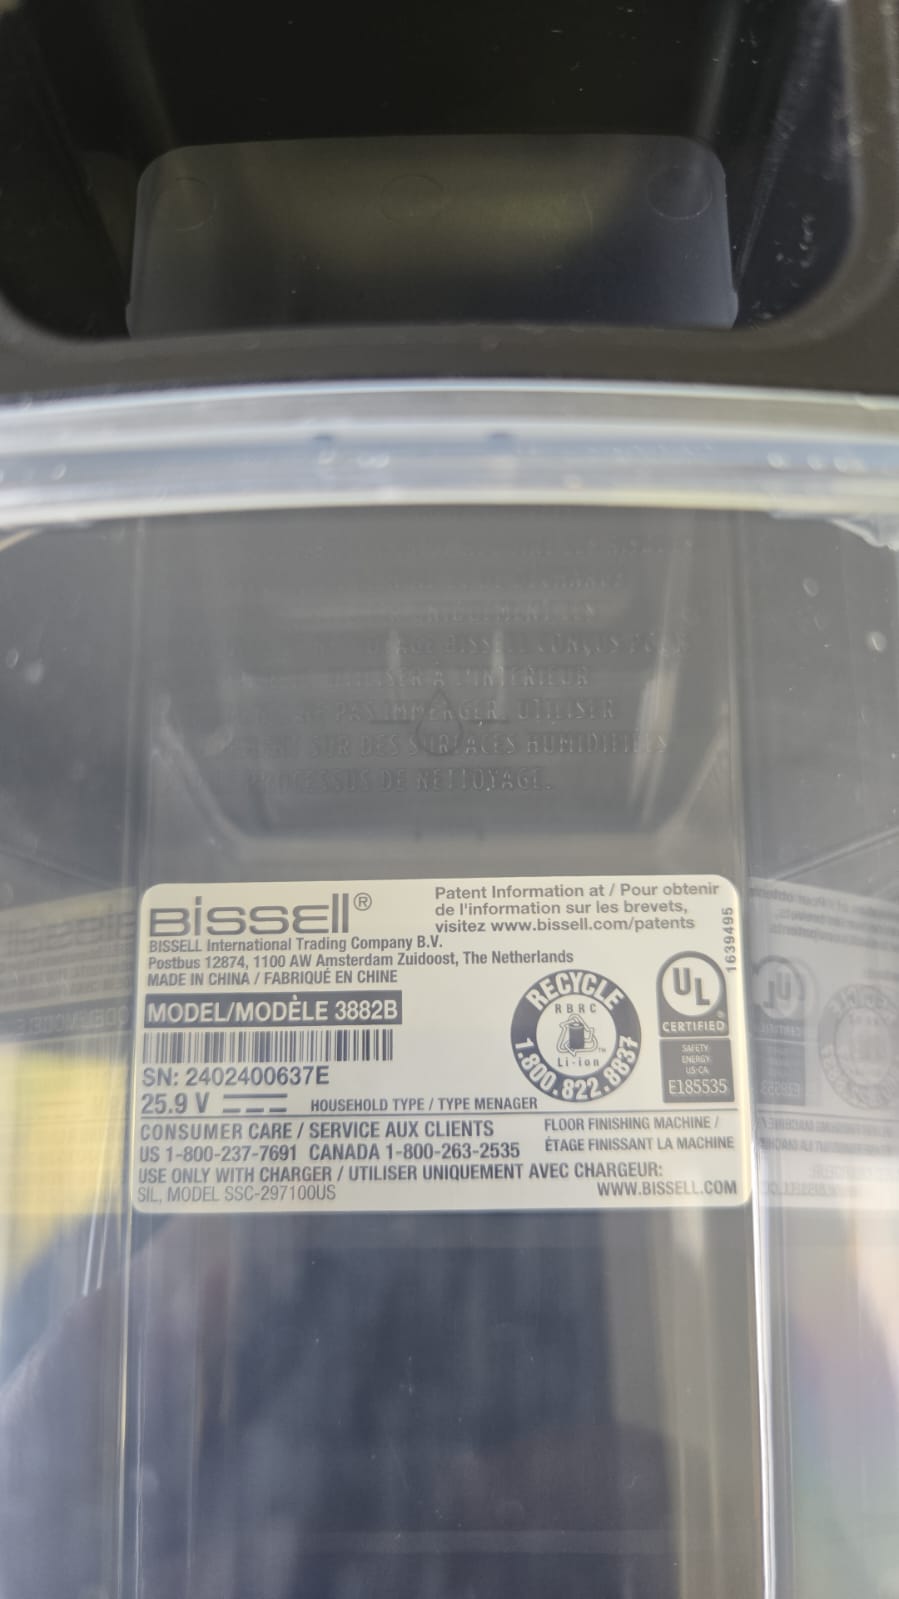 UTILISER À L'INTÉRIEUR
PAS IMMERGER. UTILISER
SUR DES SURFACES HUMIDIFIÉES
PROCESSUS DE NETTOYAGE.
BISSELL®
Patent Information at / Pour obtenir
de l'information sur les brevets,
visitez www.bissell.com/patents
BISSELL International Trading Company B.V.
Postbus 12874, 1100 AW Amsterdam Zuidoost, The Netherlands
MADE IN CHINA / FABRIQUÉ EN CHINE
1639495
MODEL/MODÈLE 3882B
RECYCLE
RBRC
Li-ion
1.800.822.8837
UL
CERTIFIED
SAFETY
ENERGY
US-CA
E185535
SN: 2402400637E
25.9 V
HOUSEHOLD TYPE / TYPE MENAGER
CONSUMER CARE / SERVICE AUX CLIENTS
US 1-800-237-7691 CANADA 1-800-263-2535
FLOOR FINISHING MACHINE /
ÉTAGE FINISSANT LA MACHINE
USE ONLY WITH CHARGER / UTILISER UNIQUEMENT AVEC CHARGEUR:
SIL, MODEL SSC-297100US
WWW.BISSELL.COM